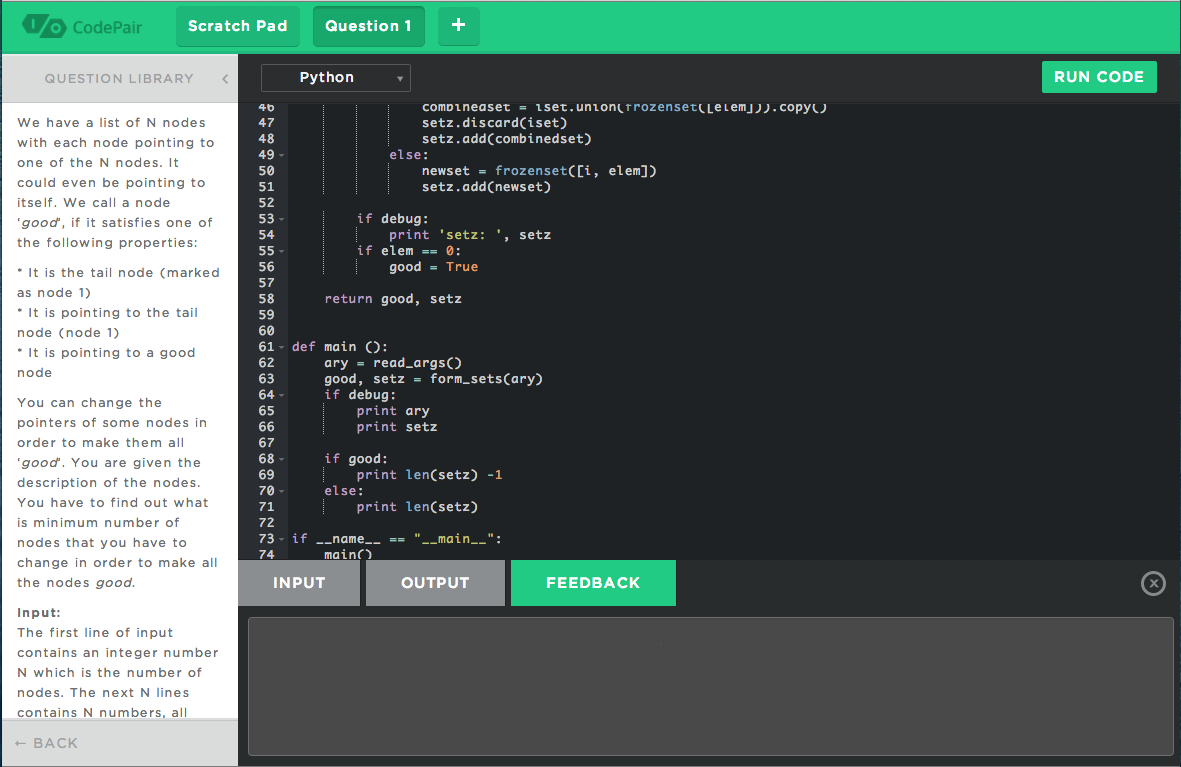 I/O CodePair
Scratch Pad
Question 1
+
QUESTION LIBRARY <
Python
RUN CODE
We have a list of N nodes
with each node pointing to
one of the N nodes. It
could even be pointing to
itself. We call a node
‘good‘, if it satisfies one of
the following properties:
* It is the tail node (marked
as node 1)
* It is pointing to the tail
node (node 1)
* It is pointing to a good
node
You can change the
pointers of some nodes in
order to make them all
‘good‘. You are given the
description of the nodes.
You have to find out what
is minimum number of
nodes that you have to
change in order to make all
the nodes good.
Input:
The first line of input
contains an integer number
N which is the number of
nodes. The next N lines
contains N numbers, all
← BACK
46 combinedset = iset.union(frozenset([elem])).copy()
47 setz.discard(iset)
48 setz.add(combinedset)
49 else:
50 newset = frozenset([i, elem])
51 setz.add(newset)
52
53 if debug:
54 print 'setz: ', setz
55 if elem == 0:
56 good = True
57
58 return good, setz
59
60
61 def main ():
62 ary = read_args()
63 good, setz = form_sets(ary)
64 if debug:
65 print ary
66 print setz
67
68 if good:
69 print len(setz) -1
70 else:
71 print len(setz)
72
73 if __name__ == "__main__":
74 main()
INPUT
OUTPUT
FEEDBACK